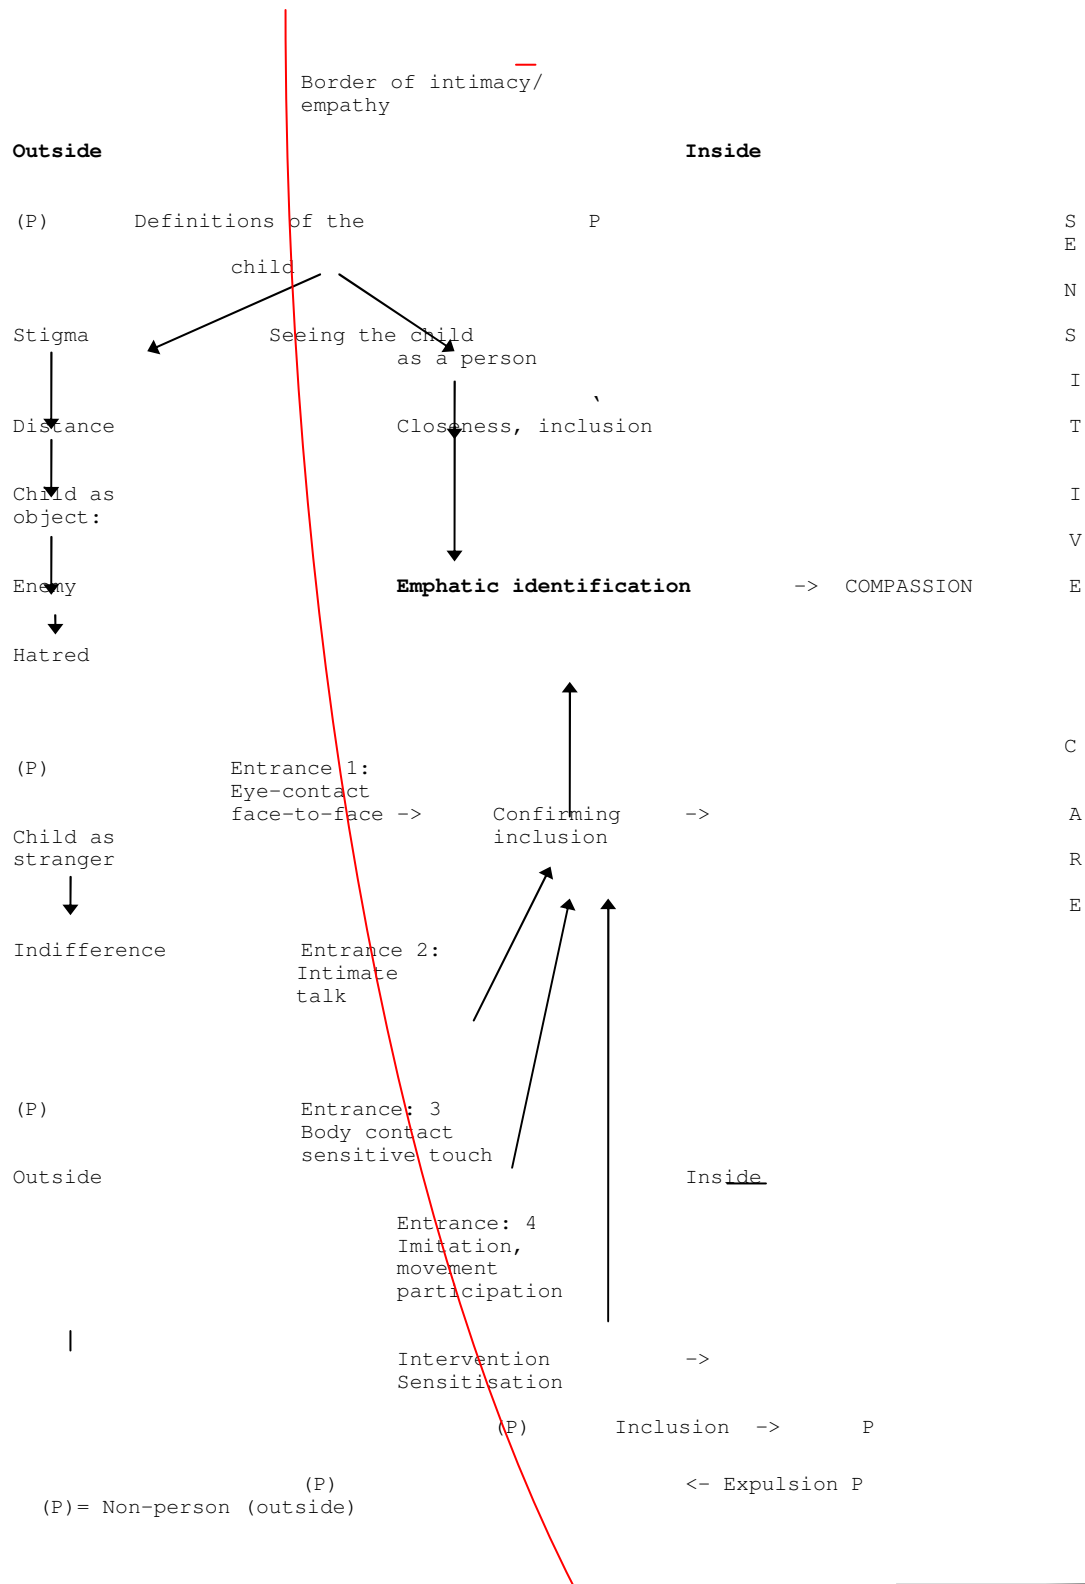 Border of intimacy/
empathy
Outside Inside
(P) Definitions of the P S
E
child
N
Stigma Seeing the child S
as a person
I
Distance Closeness, inclusion T
Child as I
object:
V
Enemy Emphatic identification -> COMPASSION E
Hatred
C
(P) Entrance 1:
Eye-contact
face-to-face -> Confirming -> A
Child as inclusion
stranger R
E
Indifference Entrance 2:
Intimate
talk
(P) Entrance: 3
Body contact
sensitive touch
Outside Inside
Entrance: 4
Imitation,
movement
participation
Intervention ->
Sensitisation
(P) Inclusion -> P
(P) <- Expulsion P
(P)= Non-person (outside)